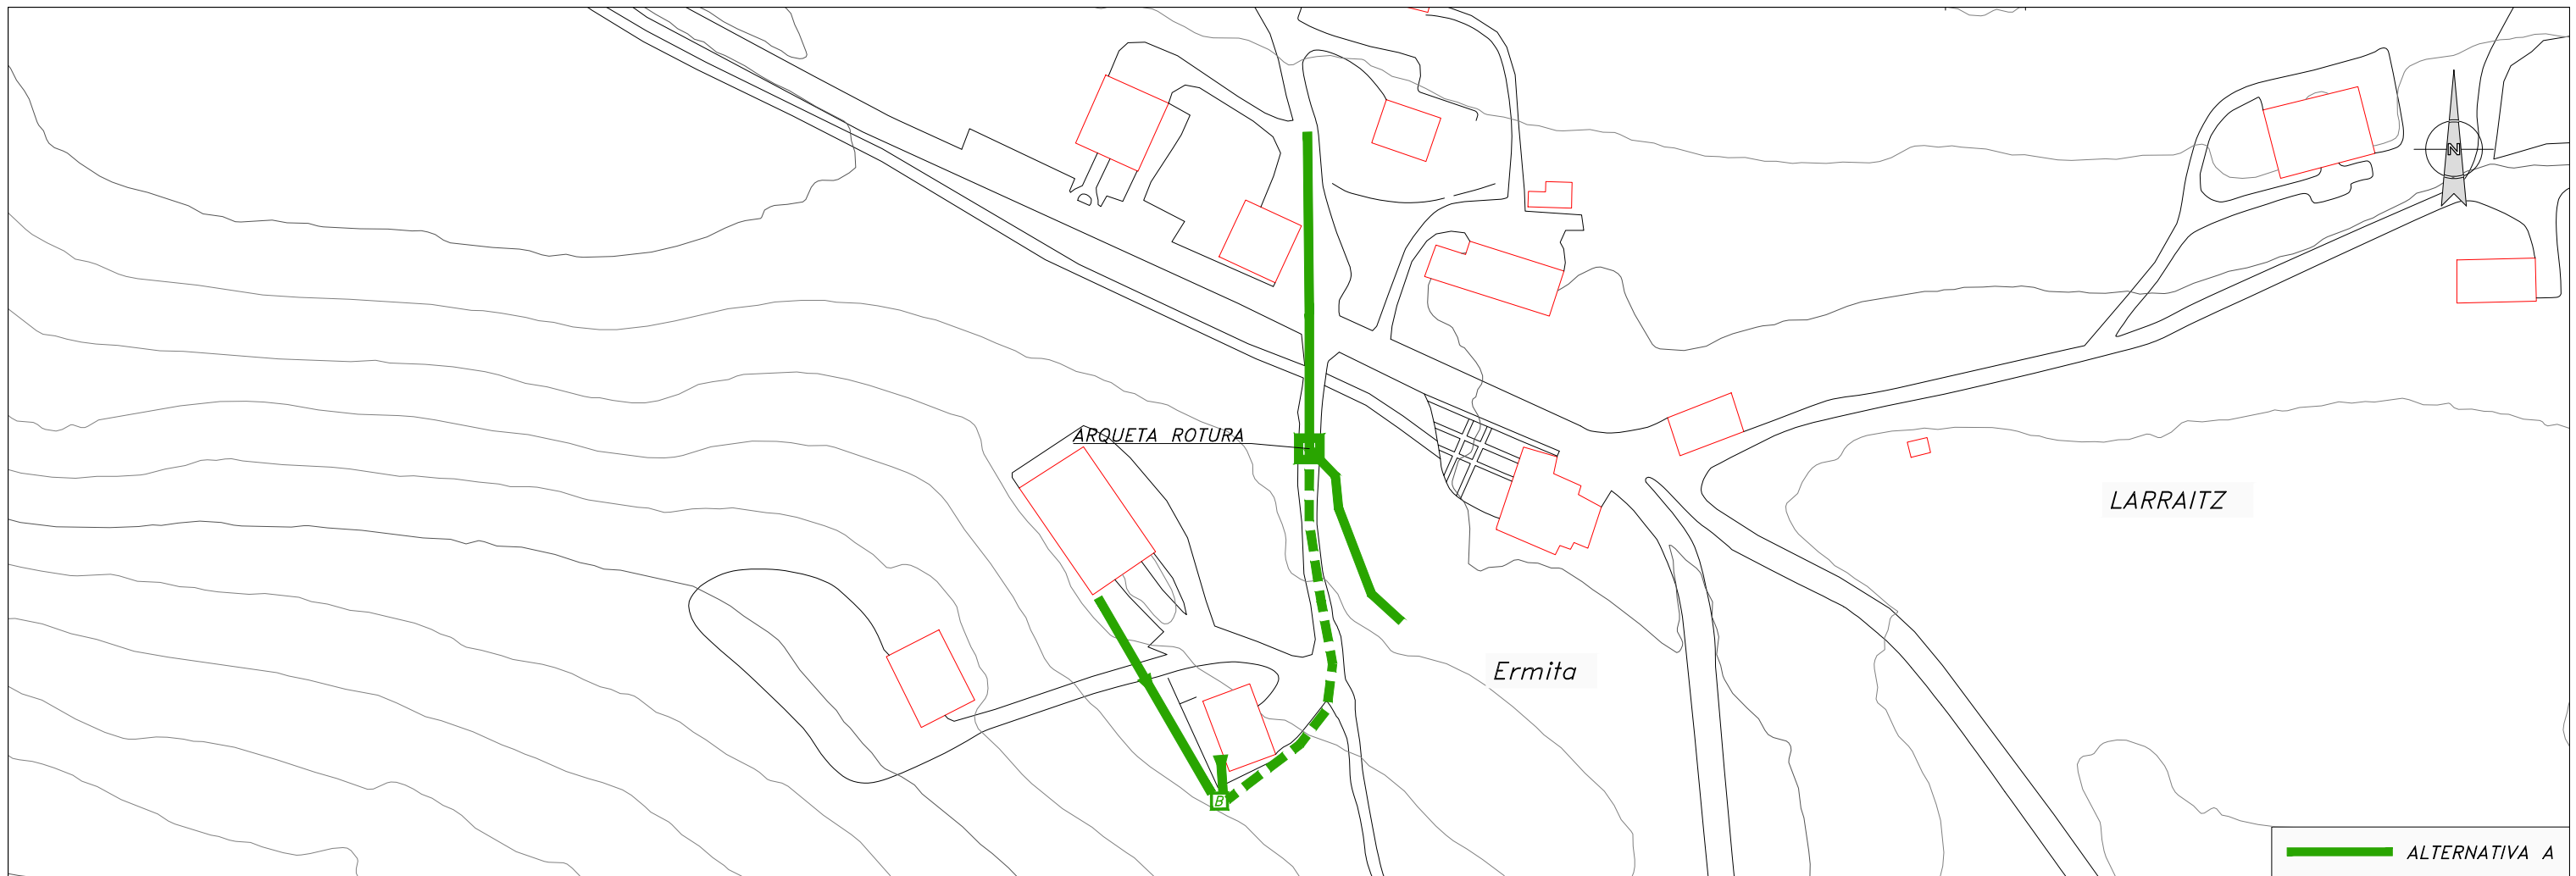 N
ARQUETA ROTURA
LARRAITZ
Ermita
B
ALTERNATIVA A